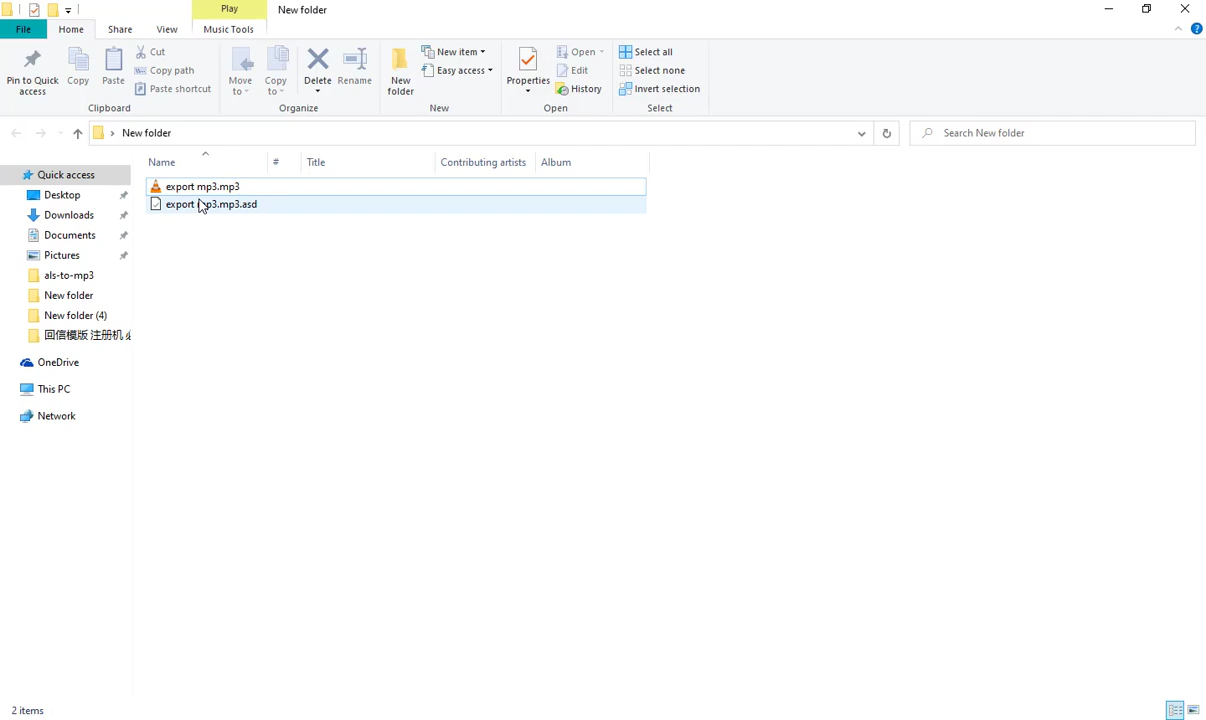 Play
New folder
File
Home
Share
View
Music Tools
Pin to Quick access
Copy
Paste
Cut
Copy path
Paste shortcut
Clipboard
Move to
Copy to
Delete
Rename
Organize
New folder
New item
Easy access
New
Properties
Open
Edit
History
Open
Select all
Select none
Invert selection
Select
New folder
Search New folder
Name
#
Title
Contributing artists
Album
export mp3.mp3
export mp3.mp3.asd
Quick access
Desktop
Downloads
Documents
Pictures
als-to-mp3
New folder
New folder (4)
回信模版 注册机
OneDrive
This PC
Network
2 items